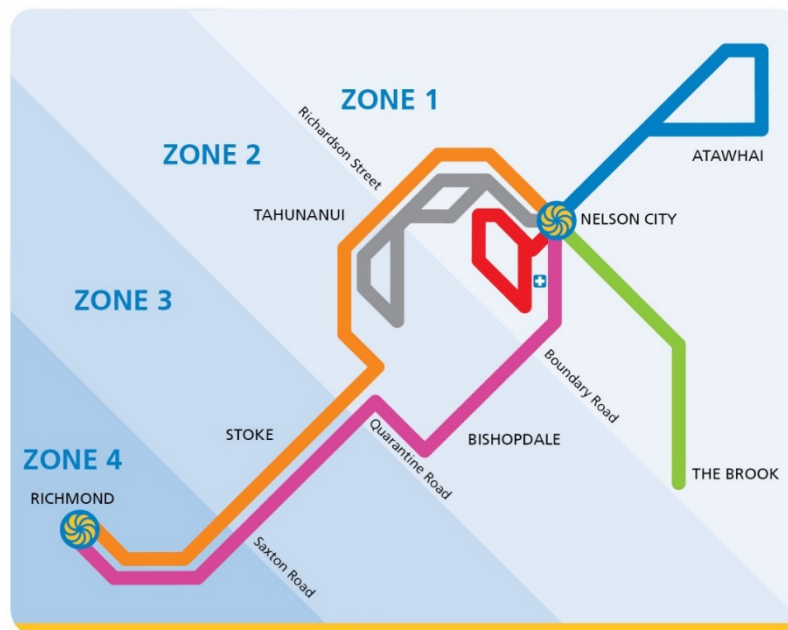 ZONE 1
Richardson Street
ZONE 2
ATAWHAI
TAHUNANUI
NELSON CITY
ZONE 3
Boundary Road
STOKE
Quarantine Road
BISHOPDALE
ZONE 4
THE BROOK
RICHMOND
Saxton Road